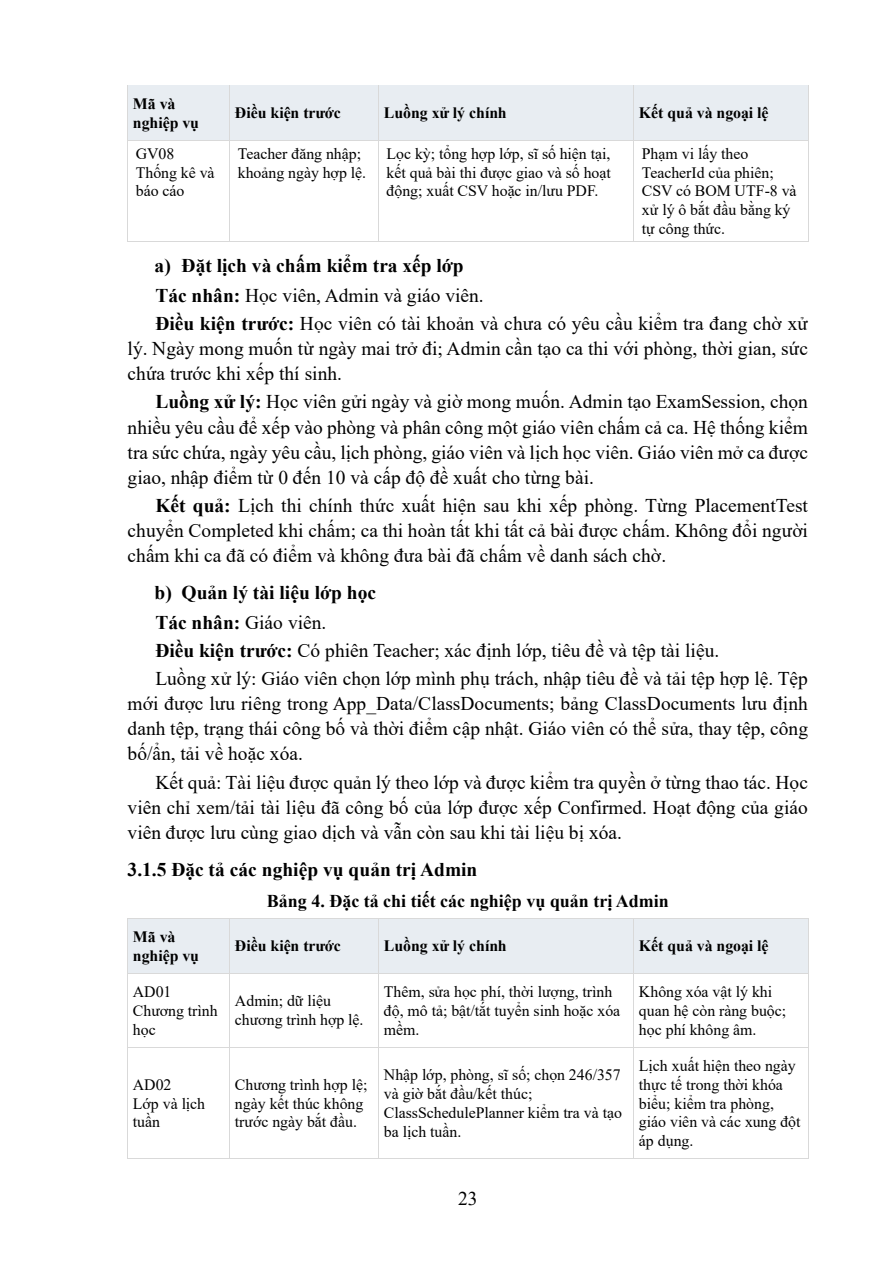 Mã và
nghiệp vụ
Điều kiện trước
Luồng xử lý chính
Kết quả và ngoại lệ
GV08
Thống kê và
báo cáo
Teacher đăng nhập;
khoảng ngày hợp lệ.
Lọc kỳ; tổng hợp lớp, sĩ số hiện tại,
kết quả bài thi được giao và số hoạt
động; xuất CSV hoặc in/lưu PDF.
Phạm vi lấy theo
TeacherId của phiên;
CSV có BOM UTF-8 và
xử lý ô bắt đầu bằng ký
tự công thức.
a) Đặt lịch và chấm kiểm tra xếp lớp
Tác nhân: Học viên, Admin và giáo viên.
Điều kiện trước: Học viên có tài khoản và chưa có yêu cầu kiểm tra đang chờ xử
lý. Ngày mong muốn từ ngày mai trở đi; Admin cần tạo ca thi với phòng, thời gian, sức
chứa trước khi xếp thí sinh.
Luồng xử lý: Học viên gửi ngày và giờ mong muốn. Admin tạo ExamSession, chọn
nhiều yêu cầu để xếp vào phòng và phân công một giáo viên chấm cả ca. Hệ thống kiểm
tra sức chứa, ngày yêu cầu, lịch phòng, giáo viên và lịch học viên. Giáo viên mở ca được
giao, nhập điểm từ 0 đến 10 và cấp độ đề xuất cho từng bài.
Kết quả: Lịch thi chính thức xuất hiện sau khi xếp phòng. Từng PlacementTest
chuyển Completed khi chấm; ca thi hoàn tất khi tất cả bài được chấm. Không đổi người
chấm khi ca đã có điểm và không đưa bài đã chấm về danh sách chờ.
b) Quản lý tài liệu lớp học
Tác nhân: Giáo viên.
Điều kiện trước: Có phiên Teacher; xác định lớp, tiêu đề và tệp tài liệu.
Luồng xử lý: Giáo viên chọn lớp mình phụ trách, nhập tiêu đề và tải tệp hợp lệ. Tệp
mới được lưu riêng trong App_Data/ClassDocuments; bảng ClassDocuments lưu định
danh tệp, trạng thái công bố và thời điểm cập nhật. Giáo viên có thể sửa, thay tệp, công
bố/ẩn, tải về hoặc xóa.
Kết quả: Tài liệu được quản lý theo lớp và được kiểm tra quyền ở từng thao tác. Học
viên chỉ xem/tải tài liệu đã công bố của lớp được xếp Confirmed. Hoạt động của giáo
viên được lưu cùng giao dịch và vẫn còn sau khi tài liệu bị xóa.
3.1.5 Đặc tả các nghiệp vụ quản trị Admin
Bảng 4. Đặc tả chi tiết các nghiệp vụ quản trị Admin
Mã và
nghiệp vụ
Điều kiện trước
Luồng xử lý chính
Kết quả và ngoại lệ
AD01
Chương trình
học
Admin; dữ liệu
chương trình hợp lệ.
Thêm, sửa học phí, thời lượng, trình
độ, mô tả; bật/tắt tuyển sinh hoặc xóa
mềm.
Không xóa vật lý khi
quan hệ còn ràng buộc;
học phí không âm.
AD02
Lớp và lịch
tuần
Chương trình hợp lệ;
ngày kết thúc không
trước ngày bắt đầu.
Nhập lớp, phòng, sĩ số; chọn 246/357
và giờ bắt đầu/kết thúc;
ClassSchedulePlanner kiểm tra và tạo
ba lịch tuần.
Lịch xuất hiện theo ngày
thực tế trong thời khóa
biểu; kiểm tra phòng,
giáo viên và các xung đột
áp dụng.
23